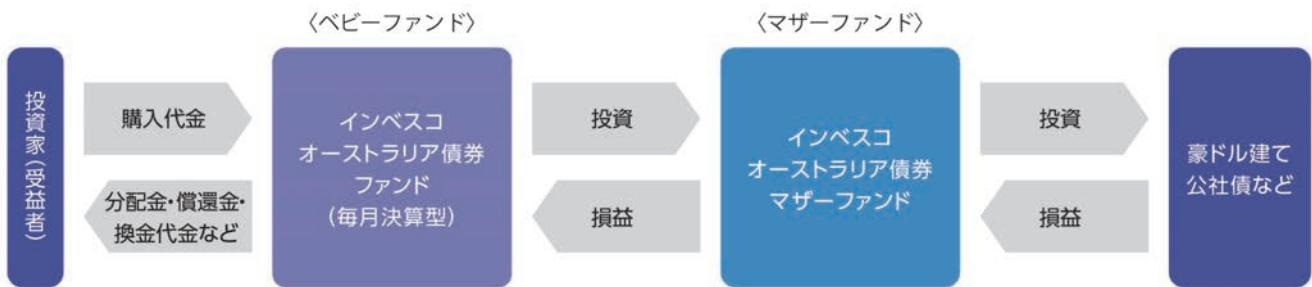 〈ベビーファンド〉
〈マザーファンド〉
投資家(受益者)
購入代金
分配金・償還金・
換金代金など
インベスコ
オーストラリア債券
ファンド
(毎月決算型)
投資
損益
インベスコ
オーストラリア債券
マザーファンド
投資
損益
豪ドル建て
公社債など